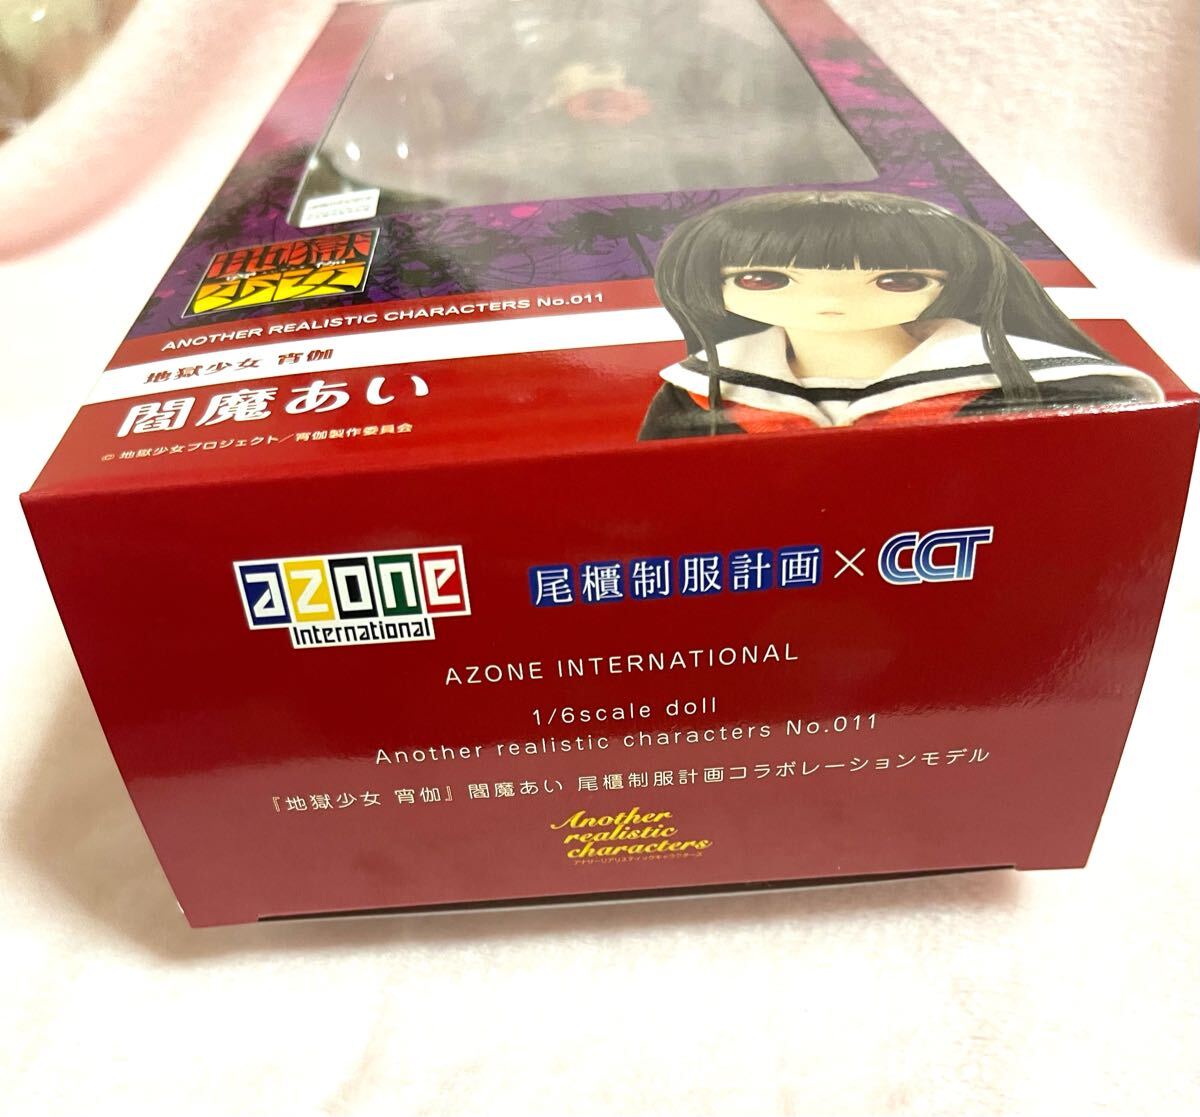 地獄
少女
ANOTHER REALISTIC CHARACTERS No.011
地獄少女 宵伽
閻魔あい
© 地獄少女プロジェクト／宵伽製作委員会
azone
International
尾櫃制服計画×CCT
AZONE INTERNATIONAL
1/6scale doll
Another realistic characters No.011
『地獄少女 宵伽』閻魔あい 尾櫃制服計画コラボレーションモデル
Another
realistic
characters
アナザーリアリスティックキャラクターズ